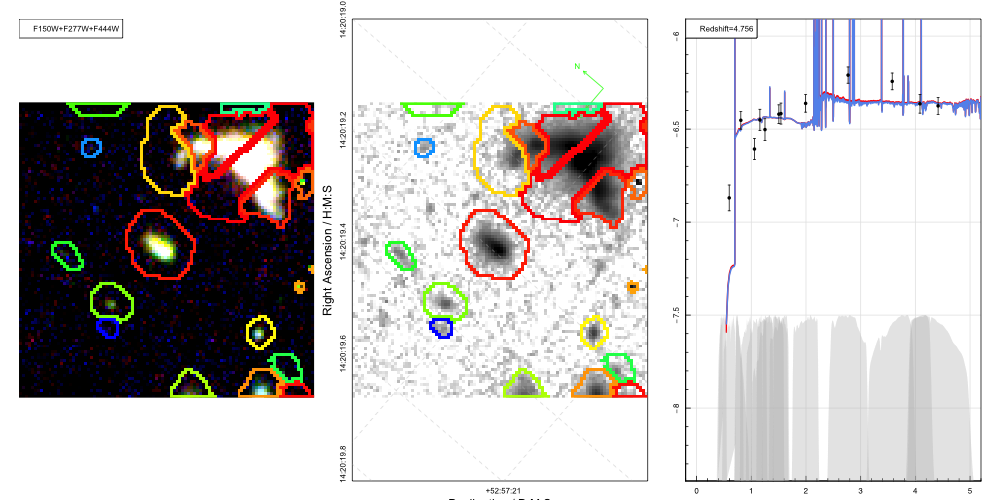 F150W+F277W+F444W
Right Ascension / H:M:S
14:20:19.0
14:20:19.2
14:20:19.4
14:20:19.6
14:20:19.8
N
+52:57:21
Redshift=4.756
−6
−6.5
−7
−7.5
−8
0 1 2 3 4 5